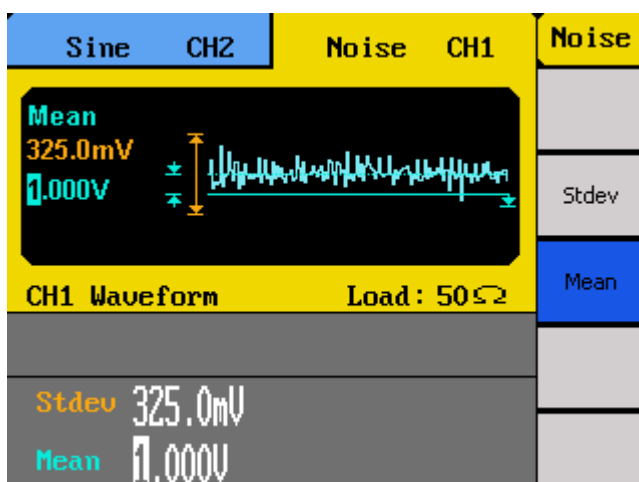 Sine CH2 Noise CH1 Noise
Mean
325.0mV
1.000V
Stdev
Mean
CH1 Waveform Load: 50Ω
Stdev 325.0mV
Mean 1.000V